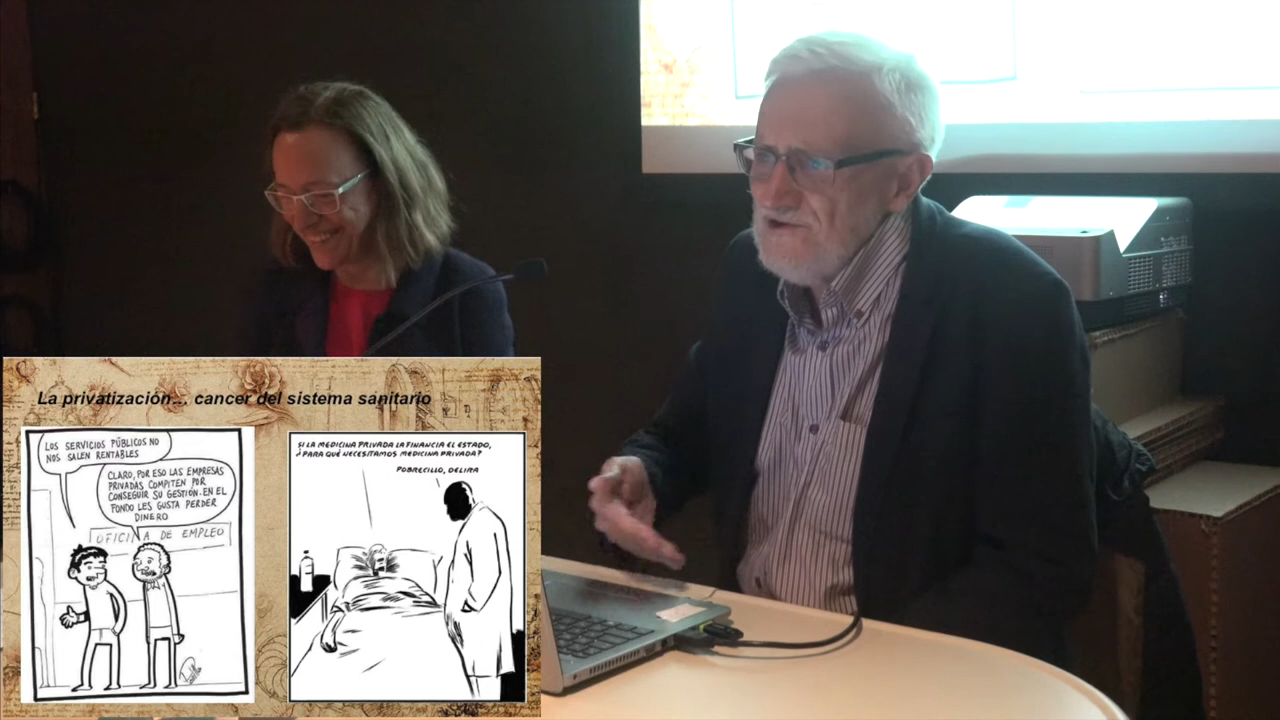 La privatización... cancer del sistema sanitario
LOS SERVICIOS PÚBLICOS NO
NOS SALEN RENTABLES
CLARO, POR ESO LAS EMPRESAS
PRIVADAS COMPITEN POR
CONSEGUIR SU GESTIÓN. EN EL
FONDO LES GUSTA PERDER
DINERO
OFICINA DE EMPLEO
SI LA MEDICINA PRIVADA LA FINANCIA EL ESTADO,
¿PARA QUÉ NECESITAMOS MEDICINA PRIVADA?
POBRECILLO, DELIRA